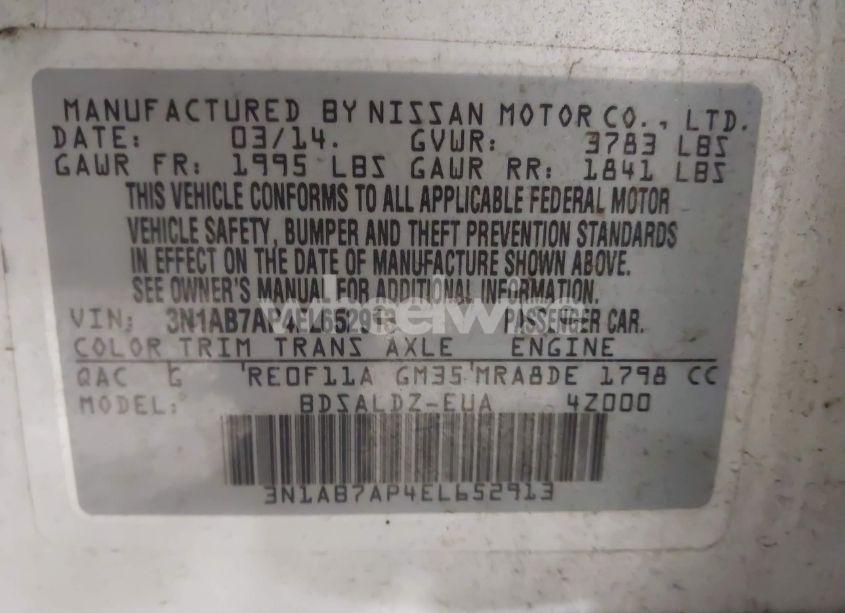 MANUFACTURED BY NISSAN MOTOR CO., LTD.
DATE: 03/14. GVWR: 3783 LBS
GAWR FR: 1995 LBS GAWR RR: 1841 LBS
THIS VEHICLE CONFORMS TO ALL APPLICABLE FEDERAL MOTOR
VEHICLE SAFETY, BUMPER AND THEFT PREVENTION STANDARDS
IN EFFECT ON THE DATE OF MANUFACTURE SHOWN ABOVE.
SEE OWNER'S MANUAL FOR ADDITIONAL INFORMATION.
wheelwise
VIN: 3N1AB7AP4EL652913 PASSENGER CAR.
COLOR TRIM TRANS AXLE ENGINE
QAC G RE0F11A GM35 MRA8DE 1798 CC
MODEL: BDSALDZ-EUA 4Z000
3N1AB7AP4EL652913